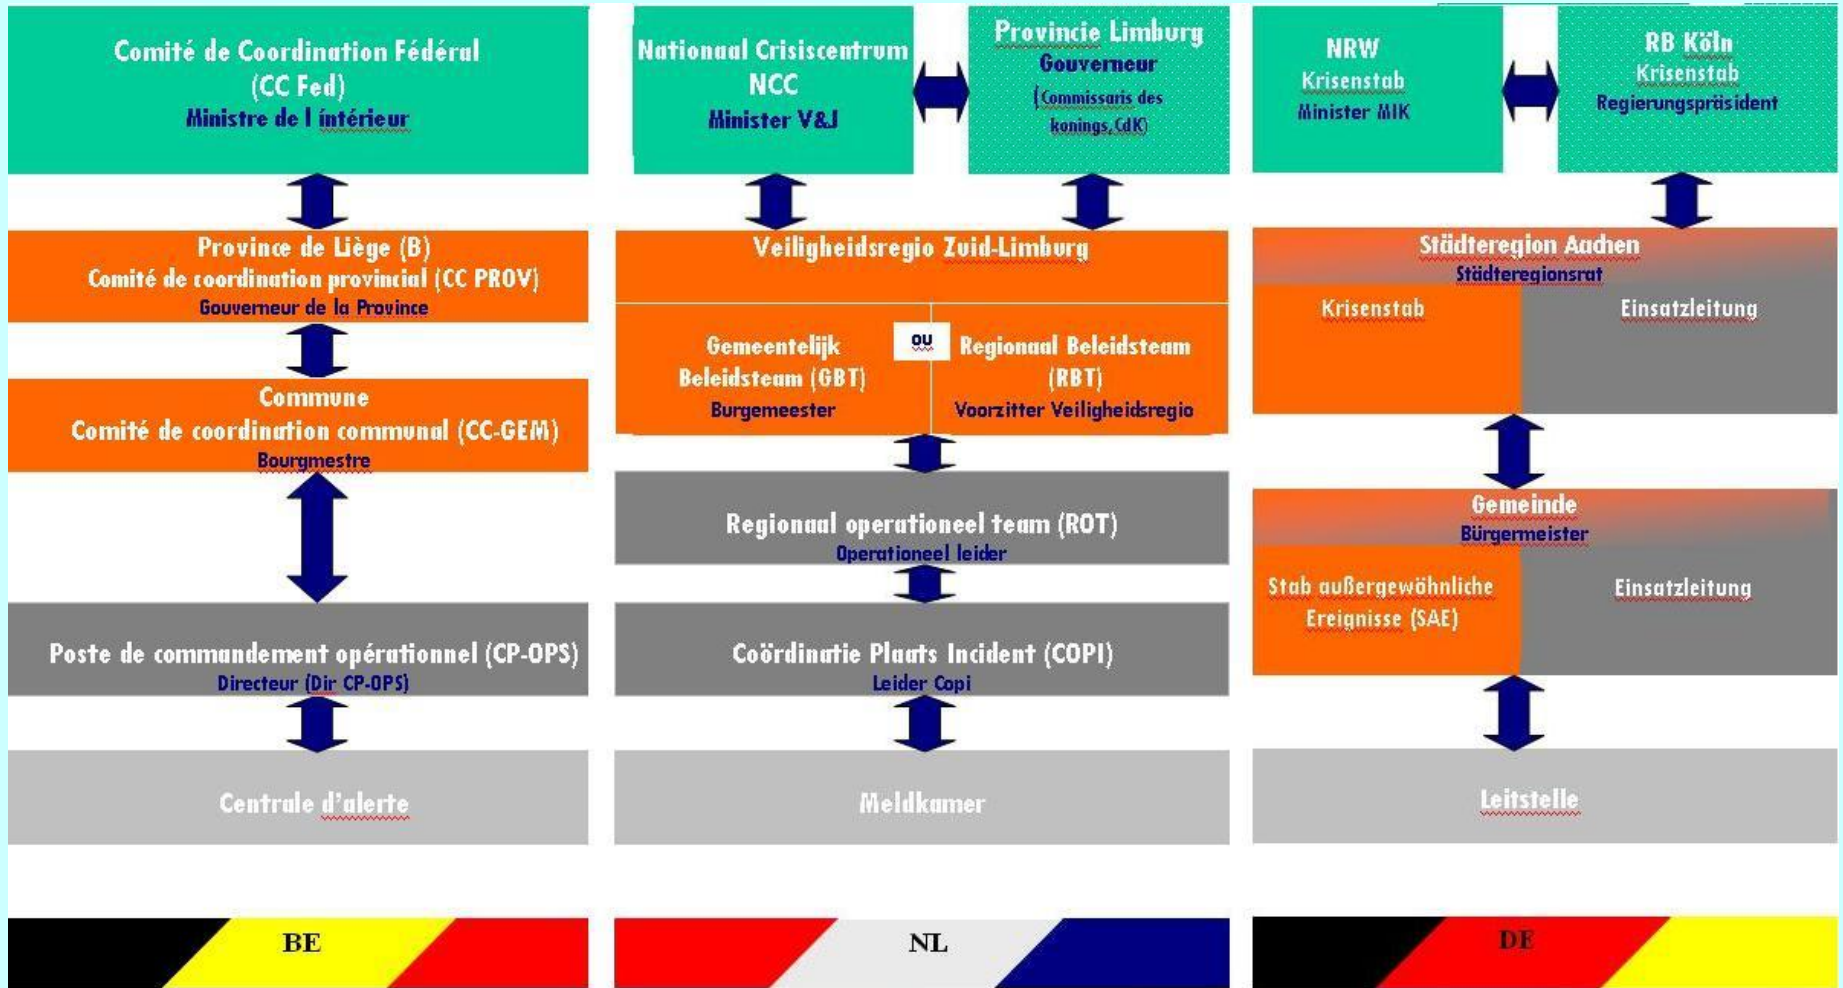 Comité de Coordination Fédéral
(CC Fed)
Ministre de l intérieur
Province de Liège (B)
Comité de coordination provincial (CC PROV)
Gouverneur de la Province
Commune
Comité de coordination communal (CC-GEM)
Bourgmestre
Poste de commandement opérationnel (CP-OPS)
Directeur (Dir CP-OPS)
Centrale d'alerte
BE
Nationaal Crisiscentrum
NCC
Minister V&J
Provincie Limburg
Gouverneur
(Commissaris des
konings,CdK)
Veiligheidsregio Zuid-Limburg
Gemeentelijk
Beleidsteam (GBT)
Burgemeester
ou
Regionaal Beleidsteam
(RBT)
Voorzitter Veiligheidsregio
Regionaal operationeel team (ROT)
Operationeel leider
Coördinatie Plaats Incident (COPI)
Leider Copi
Meldkamer
NL
NRW
Krisenstab
Minister MIK
RB Köln
Krisenstab
Regierungspräsident
Städteregion Aachen
Städteregionsrat
Krisenstab
Einsatzleitung
Gemeinde
Bürgermeister
Stab außergewöhnliche
Ereignisse (SAE)
Einsatzleitung
Leitstelle
DE